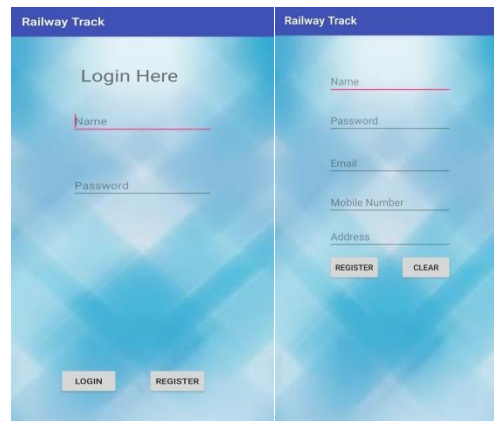 Railway Track
Login Here
Name
Password
LOGIN REGISTER
Railway Track
Name
Password
Email
Mobile Number
Address
REGISTER CLEAR